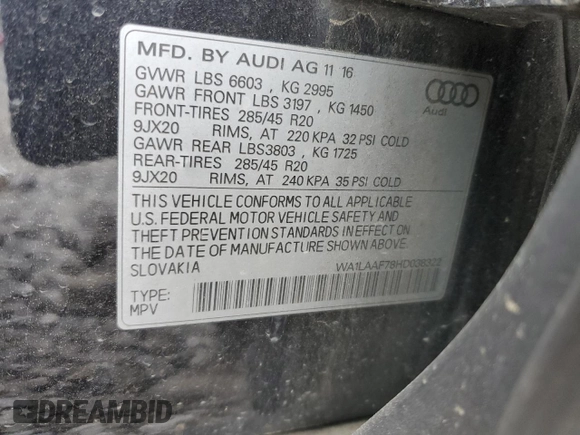 MFD. BY AUDI AG 11 16
GVWR LBS 6603 , KG 2995
GAWR FRONT LBS 3197 , KG 1450
FRONT-TIRES 285/45 R20
9JX20 RIMS, AT 220 KPA 32 PSI COLD
GAWR REAR LBS3803 , KG 1725
REAR-TIRES 285/45 R20
9JX20 RIMS, AT 240 KPA 35 PSI COLD
Audi
THIS VEHICLE CONFORMS TO ALL APPLICABLE
U.S. FEDERAL MOTOR VEHICLE SAFETY AND
THEFT PREVENTION STANDARDS IN EFFECT ON
THE DATE OF MANUFACTURE SHOWN ABOVE.
SLOVAKIA
WA1LAAF78HD038322
TYPE:
MPV
DREAMBID